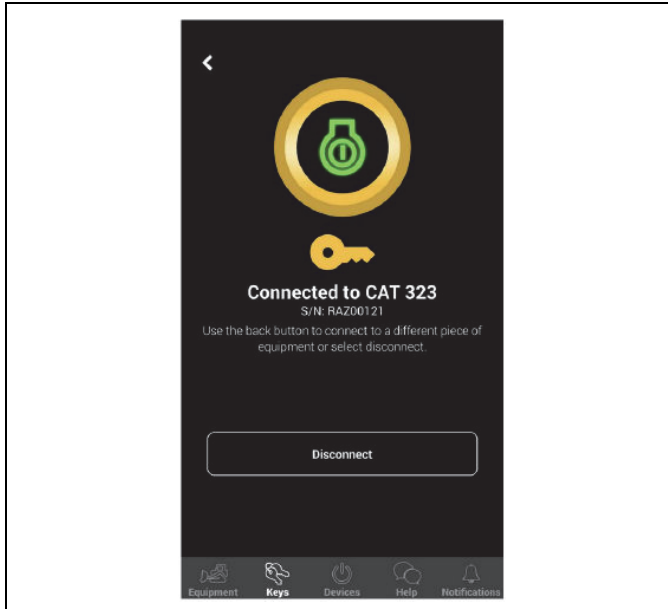 Connected to CAT 323
S/N: RAZ00121
Use the back button to connect to a different piece of
equipment or select disconnect.
Disconnect
Equipment Keys Devices Help Notifications